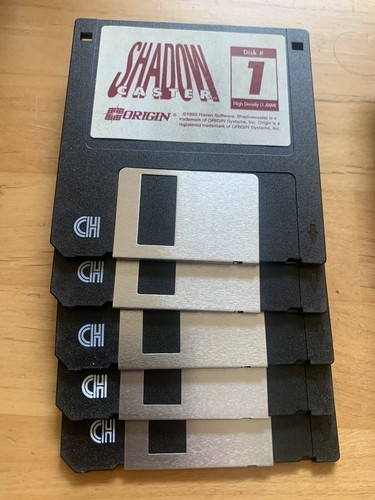 SHADOW
CASTER
Disk #
1
High Density (1.44M)
ORIGIN®
©1993 Raven Software. Shadowcaster is a
trademark of ORIGIN Systems, Inc. Origin is a
registered trademark of ORIGIN Systems, Inc.
CH
CH
CH
CH
CH